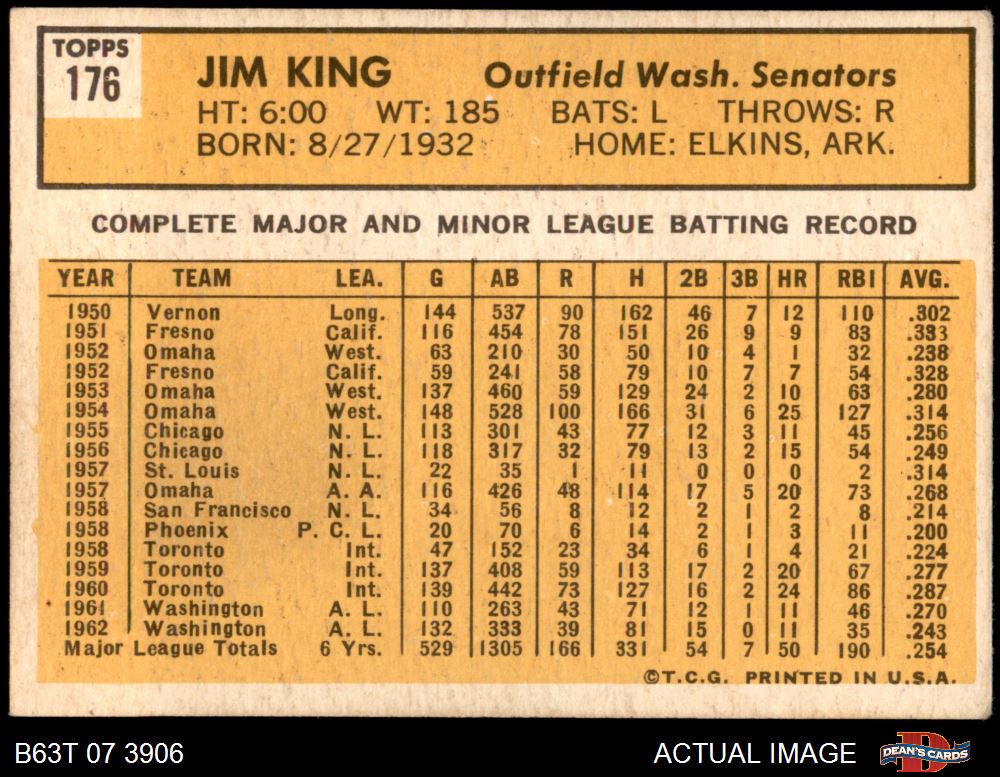 TOPPS
176
JIM KING Outfield Wash. Senators
HT: 6:00 WT: 185 BATS: L THROWS: R
BORN: 8/27/1932 HOME: ELKINS, ARK.
COMPLETE MAJOR AND MINOR LEAGUE BATTING RECORD
YEAR TEAM LEA. G AB R H 2B 3B HR RBI AVG.
1950 Vernon Long. 144 537 90 162 46 7 12 110 .302
1951 Fresno Calif. 116 454 78 151 26 9 9 83 .333
1952 Omaha West. 63 210 30 50 10 4 1 32 .238
1952 Fresno Calif. 59 241 58 79 10 7 7 54 .328
1953 Omaha West. 137 460 59 129 24 2 10 63 .280
1954 Omaha West. 148 528 100 166 31 6 25 127 .314
1955 Chicago N. L. 113 301 43 77 12 3 11 45 .256
1956 Chicago N. L. 118 317 32 79 13 2 15 54 .249
1957 St. Louis N. L. 22 35 1 11 0 0 0 2 .314
1957 Omaha A. A. 116 426 48 114 17 5 20 73 .268
1958 San Francisco N. L. 34 56 8 12 2 1 2 8 .214
1958 Phoenix P. C. L. 20 70 6 14 2 1 3 11 .200
1958 Toronto Int. 47 152 23 34 6 1 4 21 .224
1959 Toronto Int. 137 408 59 113 17 2 20 67 .277
1960 Toronto Int. 139 442 73 127 16 2 24 86 .287
1961 Washington A. L. 110 263 43 71 12 1 11 46 .270
1962 Washington A. L. 132 333 39 81 15 0 11 35 .243
Major League Totals 6 Yrs. 529 1305 166 331 54 7 50 190 .254
©T.C.G. PRINTED IN U.S.A.
B63T 07 3906 ACTUAL IMAGE DEAN'S CARDS